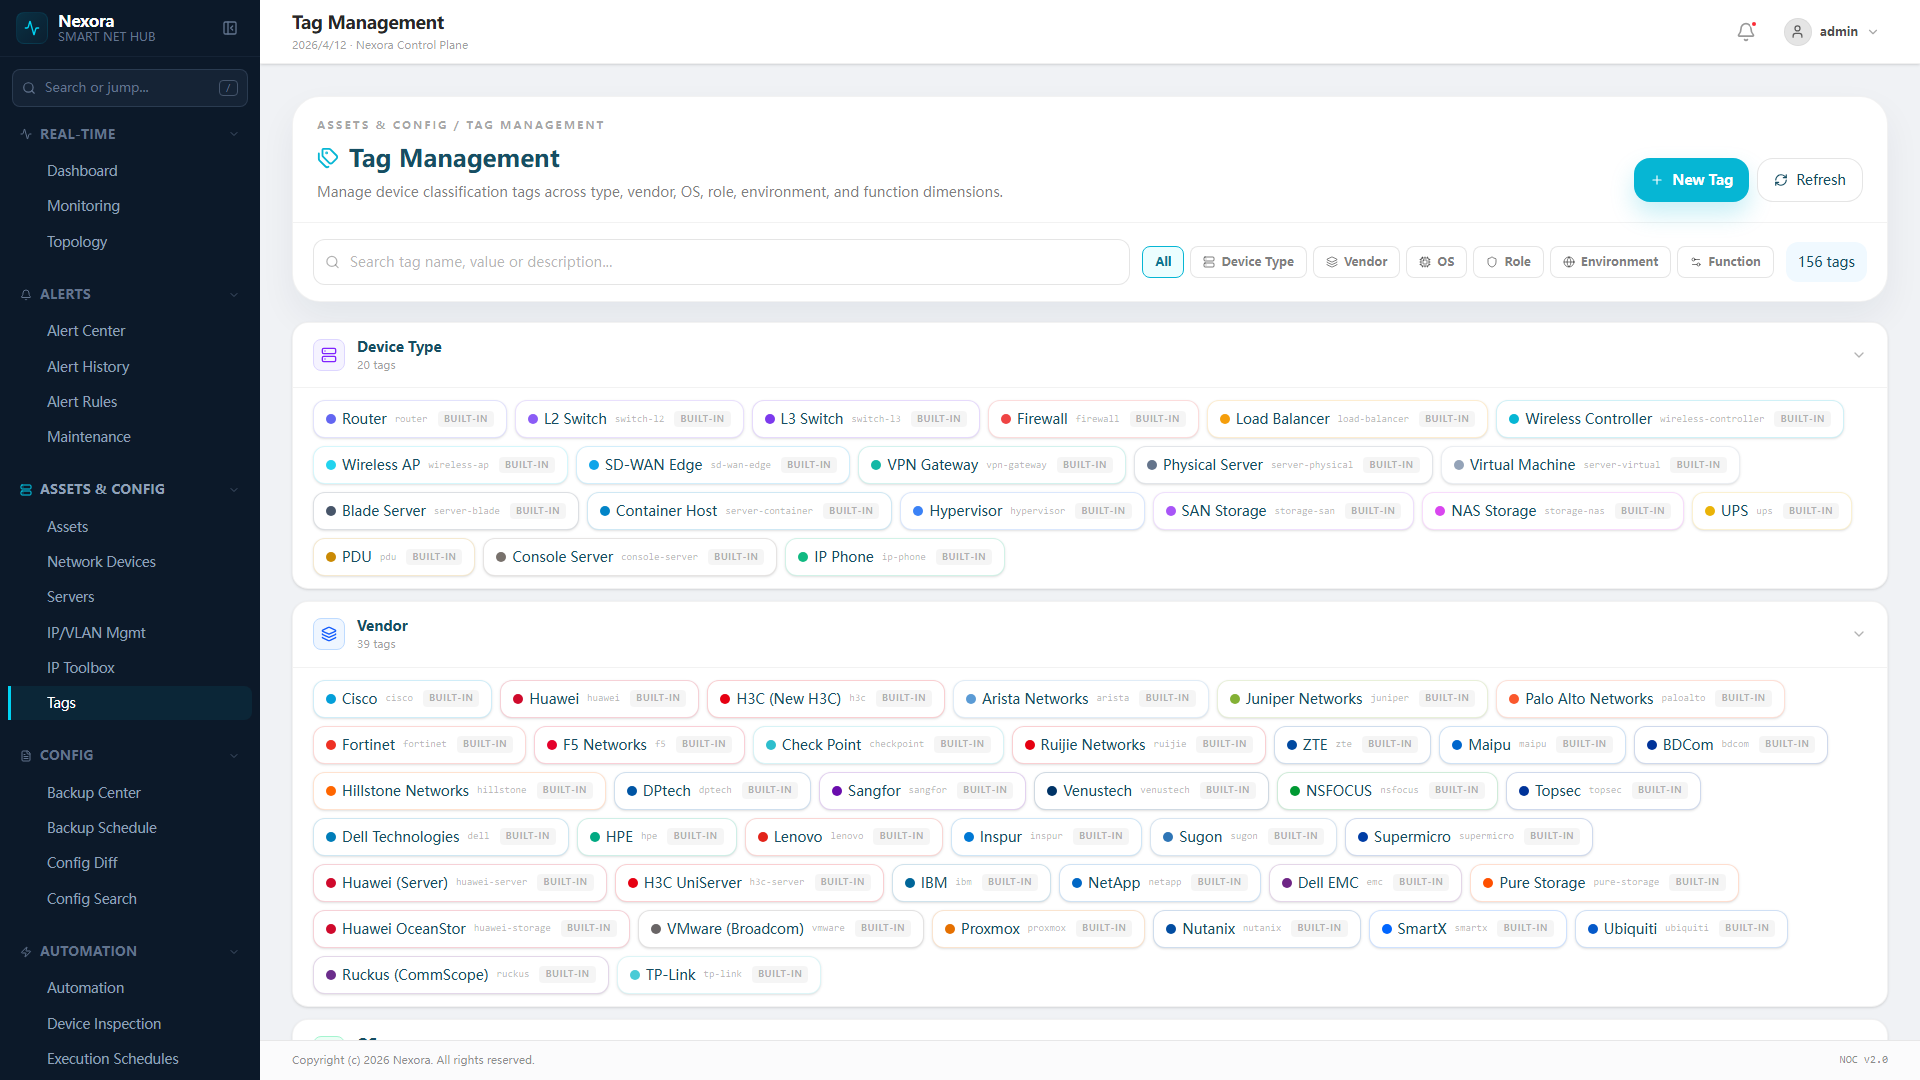 Nexora
SMART NET HUB
Search or jump... /
REAL-TIME
Dashboard
Monitoring
Topology
ALERTS
Alert Center
Alert History
Alert Rules
Maintenance
ASSETS & CONFIG
Assets
Network Devices
Servers
IP/VLAN Mgmt
IP Toolbox
Tags
CONFIG
Backup Center
Backup Schedule
Config Diff
Config Search
AUTOMATION
Automation
Device Inspection
Execution Schedules
Tag Management
2026/4/12 · Nexora Control Plane
admin
ASSETS & CONFIG / TAG MANAGEMENT
Tag Management
Manage device classification tags across type, vendor, OS, role, environment, and function dimensions.
New Tag Refresh
Search tag name, value or description... All Device Type Vendor OS Role Environment Function 156 tags
Device Type
20 tags
Router router BUILT-IN L2 Switch switch-l2 BUILT-IN L3 Switch switch-l3 BUILT-IN Firewall firewall BUILT-IN Load Balancer load-balancer BUILT-IN Wireless Controller wireless-controller BUILT-IN
Wireless AP wireless-ap BUILT-IN SD-WAN Edge sd-wan-edge BUILT-IN VPN Gateway vpn-gateway BUILT-IN Physical Server server-physical BUILT-IN Virtual Machine server-virtual BUILT-IN
Blade Server server-blade BUILT-IN Container Host server-container BUILT-IN Hypervisor hypervisor BUILT-IN SAN Storage storage-san BUILT-IN NAS Storage storage-nas BUILT-IN UPS ups BUILT-IN
PDU pdu BUILT-IN Console Server console-server BUILT-IN IP Phone ip-phone BUILT-IN
Vendor
39 tags
Cisco cisco BUILT-IN Huawei huawei BUILT-IN H3C (New H3C) h3c BUILT-IN Arista Networks arista BUILT-IN Juniper Networks juniper BUILT-IN Palo Alto Networks paloalto BUILT-IN
Fortinet fortinet BUILT-IN F5 Networks f5 BUILT-IN Check Point checkpoint BUILT-IN Ruijie Networks ruijie BUILT-IN ZTE zte BUILT-IN Maipu maipu BUILT-IN BDCom bdcom BUILT-IN
Hillstone Networks hillstone BUILT-IN DPtech dptech BUILT-IN Sangfor sangfor BUILT-IN Venustech venustech BUILT-IN NSFOCUS nsfocus BUILT-IN Topsec topsec BUILT-IN
Dell Technologies dell BUILT-IN HPE hpe BUILT-IN Lenovo lenovo BUILT-IN Inspur inspur BUILT-IN Sugon sugon BUILT-IN Supermicro supermicro BUILT-IN
Huawei (Server) huawei-server BUILT-IN H3C UniServer h3c-server BUILT-IN IBM ibm BUILT-IN NetApp netapp BUILT-IN Dell EMC emc BUILT-IN Pure Storage pure-storage BUILT-IN
Huawei OceanStor huawei-storage BUILT-IN VMware (Broadcom) vmware BUILT-IN Proxmox proxmox BUILT-IN Nutanix nutanix BUILT-IN SmartX smartx BUILT-IN Ubiquiti ubiquiti BUILT-IN
Ruckus (CommScope) ruckus BUILT-IN TP-Link tp-link BUILT-IN
Copyright (c) 2026 Nexora. All rights reserved. NOC v2.0